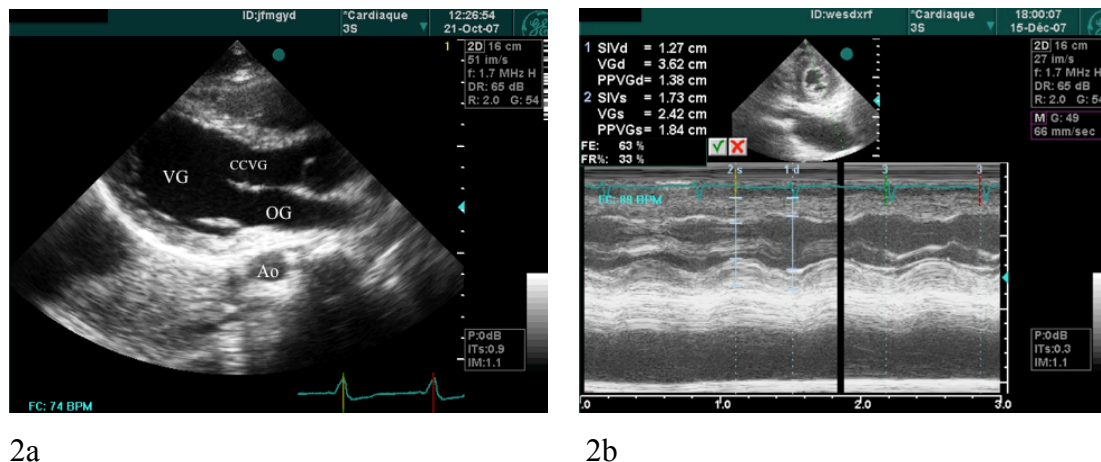 ID:jfmgyd
*Cardiaque
3S
12:26:54
21-Oct-07
1
2D 16 cm
51 im/s
f: 1.7 MHz H
DR: 65 dB
R: 2.0 G: 54
VG
CCVG
OG
Ao
P:0dB
ITs:0.9
IM:1.1
FC: 74 BPM
2a
ID:wesdxrf
*Cardiaque
3S
18:00:07
15-Déc-07
1 SIVd = 1.27 cm
VGd = 3.62 cm
PPVGd = 1.38 cm
2 SIVs = 1.73 cm
VGs = 2.42 cm
PPVGs = 1.84 cm
FE: 63 %
FR%: 33 %
2D 16 cm
27 im/s
f: 1.7 MHz H
DR: 65 dB
R: 2.0 G: 54
M G: 49
66 mm/sec
2 s
1 d
3
3
FC: 88 BPM
P:0dB
ITs:0.3
IM:1.1
.0
1.0
2.0
3.0
2b